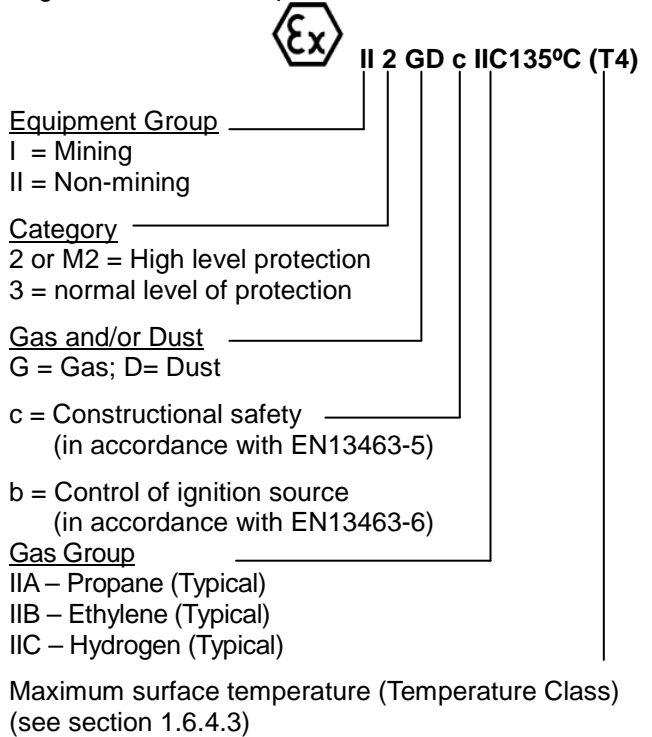 Ex II 2 GD c IIC135ºC (T4)
Equipment Group
I = Mining
II = Non-mining
Category
2 or M2 = High level protection
3 = normal level of protection
Gas and/or Dust
G = Gas; D= Dust
c = Constructional safety
(in accordance with EN13463-5)
b = Control of ignition source
(in accordance with EN13463-6)
Gas Group
IIA – Propane (Typical)
IIB – Ethylene (Typical)
IIC – Hydrogen (Typical)
Maximum surface temperature (Temperature Class)
(see section 1.6.4.3)